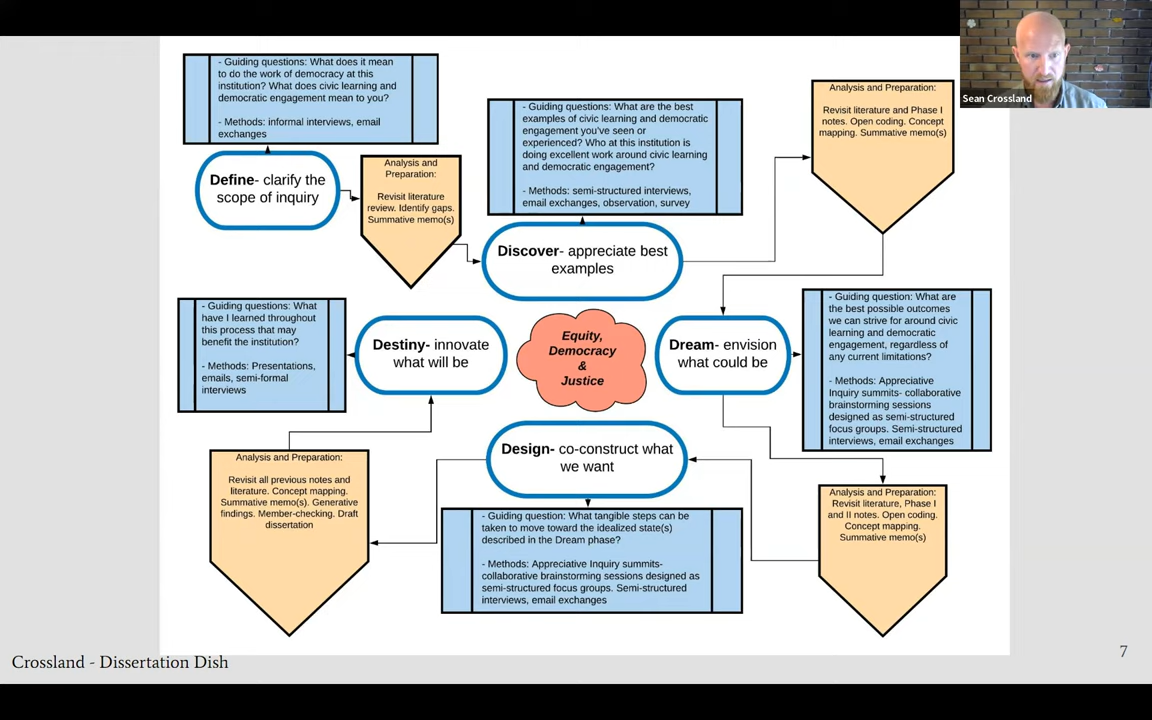 Sean Crossland
- Guiding questions: What does it mean
to do the work of democracy at this
institution? What does civic learning and
democratic engagement mean to you?
- Methods: informal interviews, email
exchanges
Define- clarify the
scope of inquiry
Analysis and
Preparation:
Revisit literature
review. Identify gaps.
Summative memo(s)
- Guiding questions: What are the best
examples of civic learning and democratic
engagement you've seen or
experienced? Who at this institution is
doing excellent work around civic learning
and democratic engagement?
- Methods: semi-structured interviews,
email exchanges, observation, survey
Discover- appreciate best
examples
Analysis and Preparation:
Revisit literature and Phase I
notes. Open coding. Concept
mapping. Summative memo(s)
Dream- envision
what could be
- Guiding question: What are
the best possible outcomes
we can strive for around civic
learning and democratic
engagement, regardless of
any current limitations?
- Methods: Appreciative
Inquiry summits- collaborative
brainstorming sessions
designed as semi-structured
focus groups. Semi-structured
interviews, email exchanges
Analysis and Preparation:
Revisit literature, Phase I
and II notes. Open coding.
Concept mapping.
Summative memo(s)
Design- co-construct what
we want
- Guiding question: What tangible steps can be
taken to move toward the idealized state(s)
described in the Dream phase?
- Methods: Appreciative Inquiry summits-
collaborative brainstorming sessions designed as
semi-structured focus groups. Semi-structured
interviews, email exchanges
Analysis and Preparation:
Revisit all previous notes and
literature. Concept mapping.
Summative memo(s). Generative
findings. Member-checking. Draft
dissertation
Destiny- innovate
what will be
- Guiding questions: What
have I learned throughout
this process that may
benefit the institution?
- Methods: Presentations,
emails, semi-formal
interviews
Equity,
Democracy
&
Justice
Crossland - Dissertation Dish
7